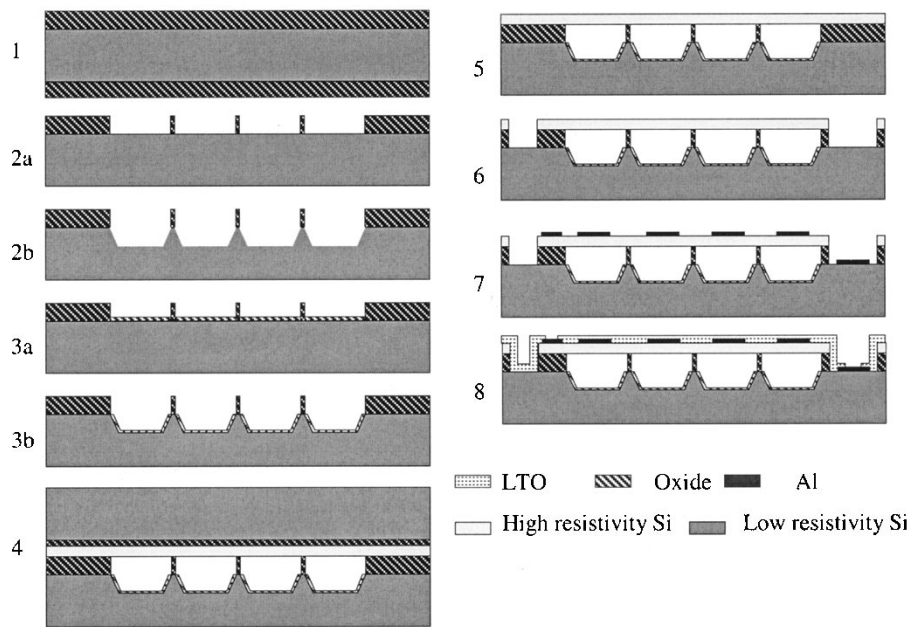 1
2a
2b
3a
3b
4
5
6
7
8
LTO Oxide Al
High resistivity Si Low resistivity Si